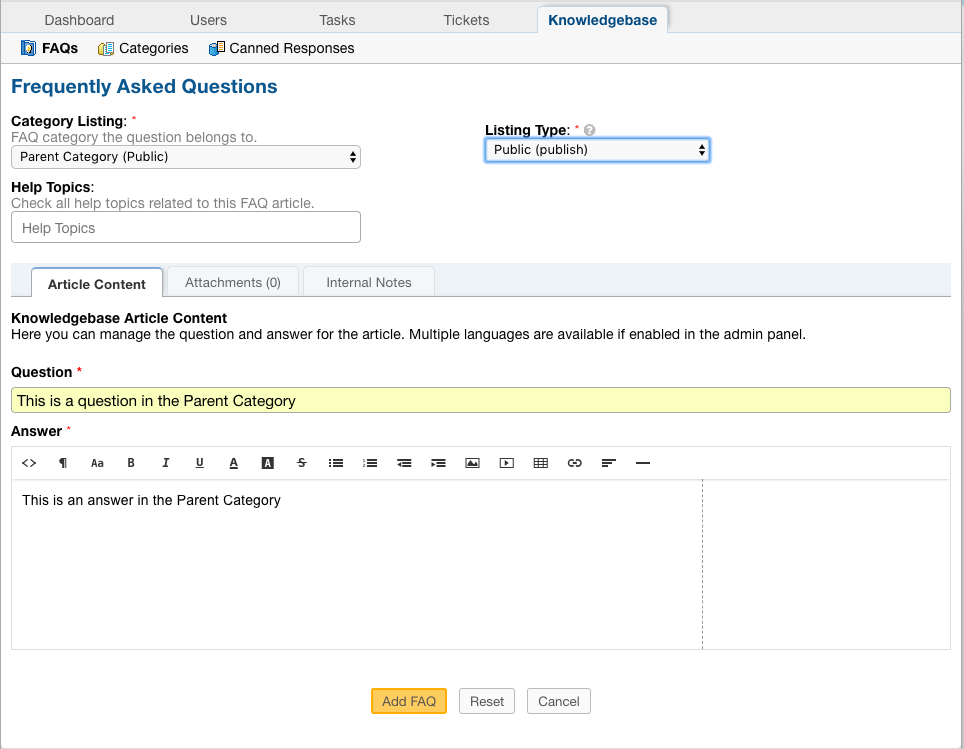 Dashboard Users Tasks Tickets Knowledgebase
FAQs Categories Canned Responses
Frequently Asked Questions
Category Listing: *
FAQ category the question belongs to.
Parent Category (Public)
Listing Type: * ?
Public (publish)
Help Topics:
Check all help topics related to this FAQ article.
Help Topics
Article Content Attachments (0) Internal Notes
Knowledgebase Article Content
Here you can manage the question and answer for the article. Multiple languages are available if enabled in the admin panel.
Question *
This is a question in the Parent Category
Answer *
<> ¶ Aa B I U A A S
This is an answer in the Parent Category
Add FAQ Reset Cancel